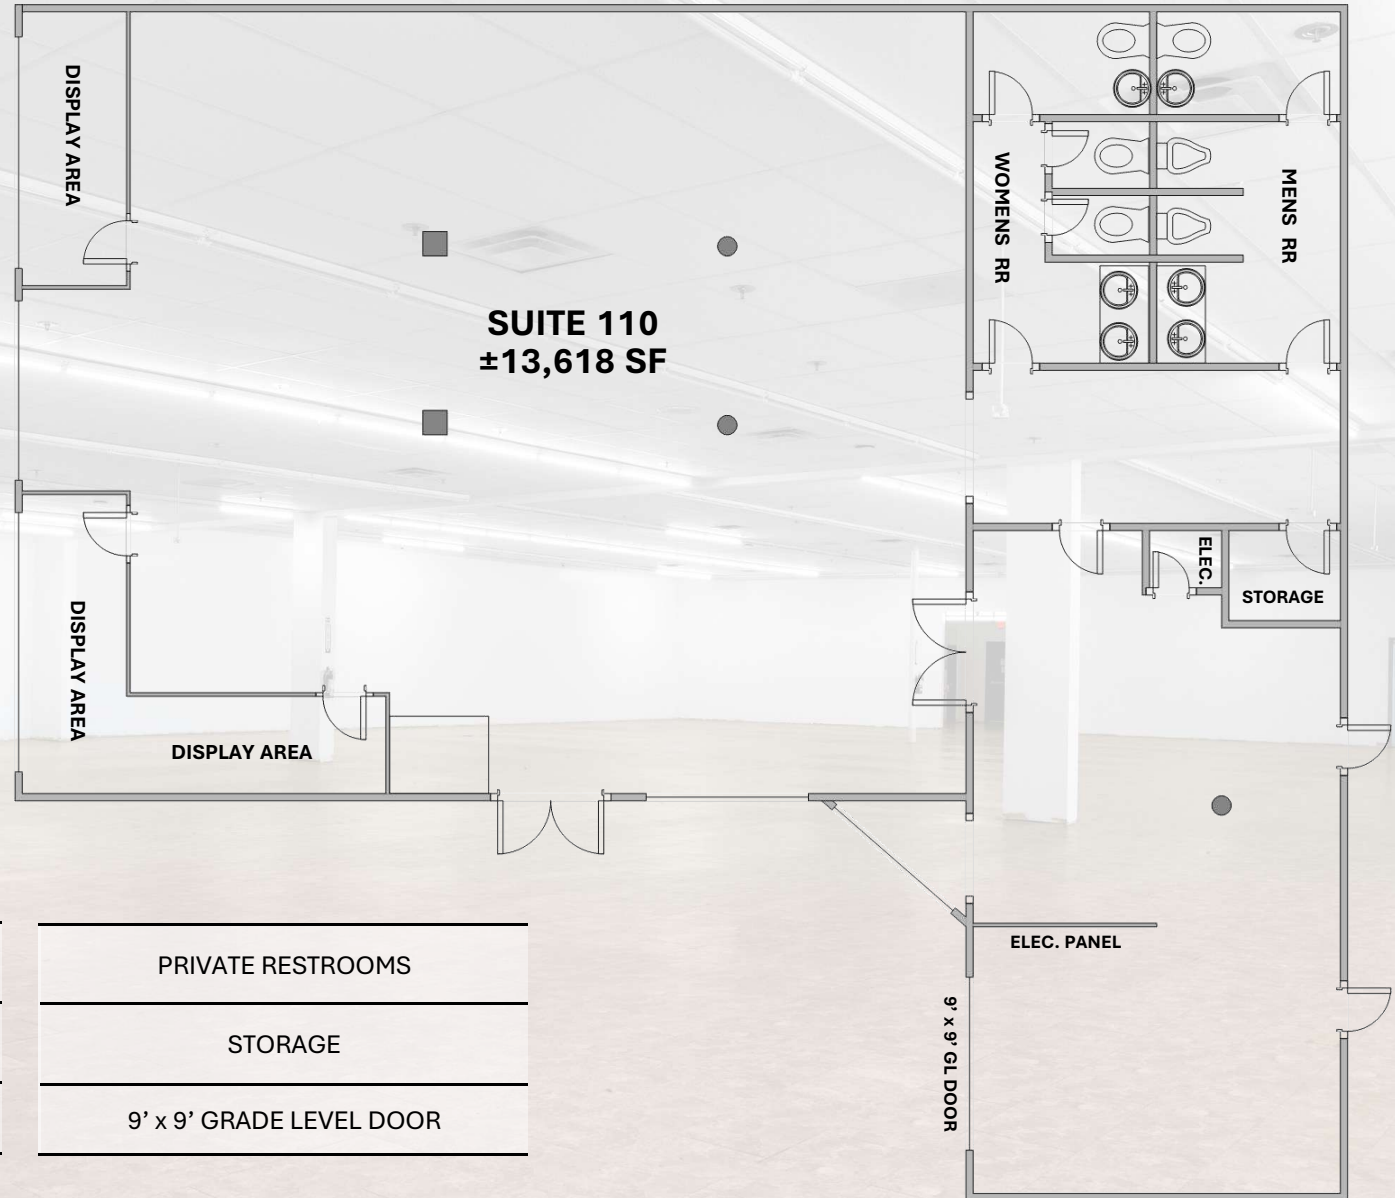 DISPLAY AREA
WOMENS RR
MENS RR
SUITE 110
±13,618 SF
ELEC.
STORAGE
DISPLAY AREA
DISPLAY AREA
ELEC. PANEL
9’ x 9’ GL DOOR
PRIVATE RESTROOMS
STORAGE
9’ x 9’ GRADE LEVEL DOOR